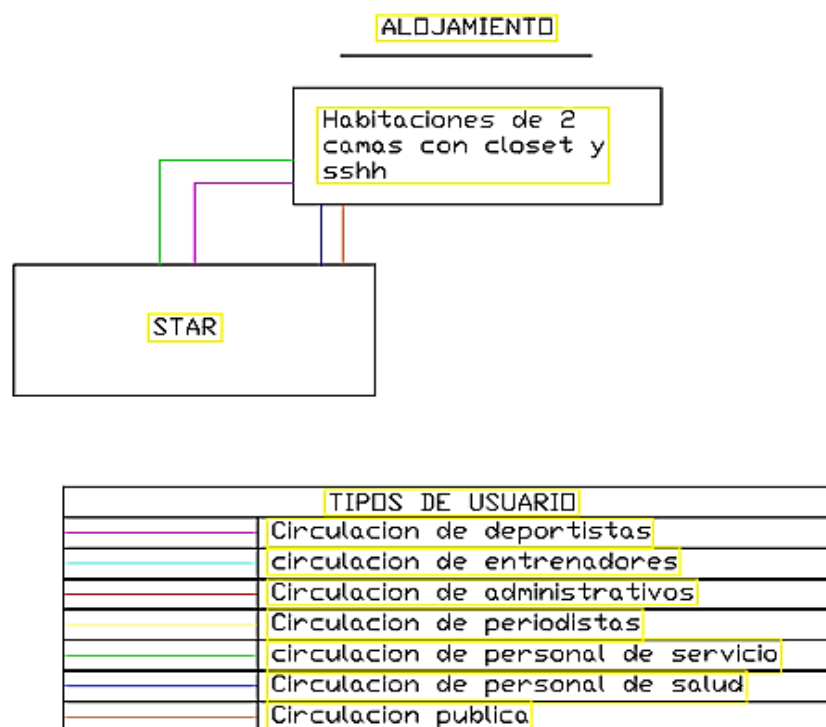 ALOJAMIENTO
Habitaciones de 2
camas con closet y
sshh
STAR
TIPOS DE USUARIO
Circulacion de deportistas
circulacion de entrenadores
Circulacion de administrativos
Circulacion de periodistas
circulacion de personal de servicio
Circulacion de personal de salud
Circulacion publica